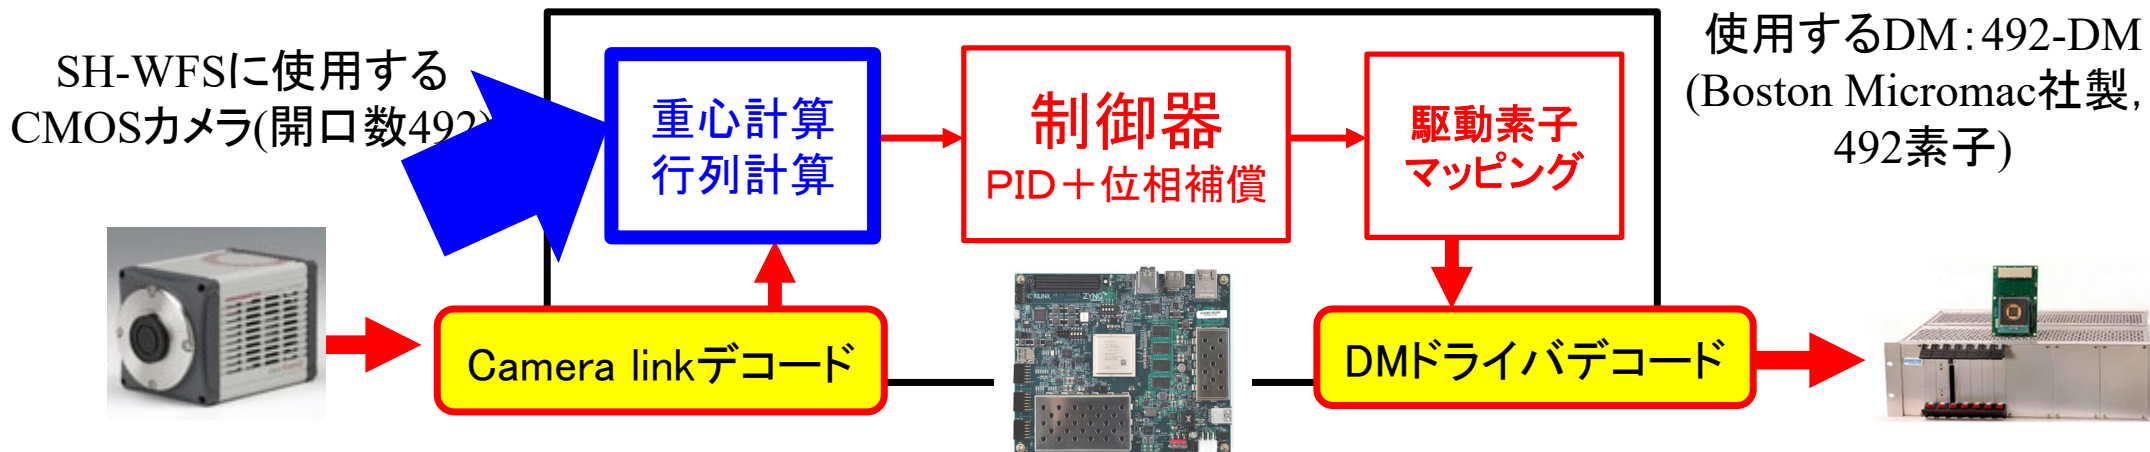 SH-WFSに使用する
CMOSカメラ(開口数492)
重心計算
行列計算
制御器
PID+位相補償
駆動素子
マッピング
使用するDM:492-DM
(Boston Micromac社製,
492素子)
Camera linkデコード
XILINX
ZYNQ
DMドライバデコード